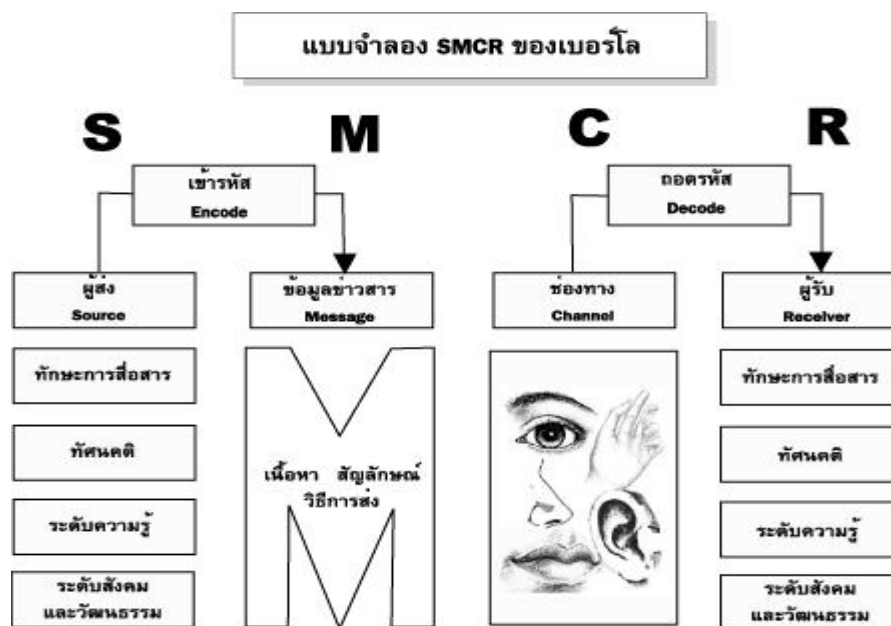 แบบจำลอง SMCR ของเบอร์โล
S M C R
เข้ารหัส
Encode
ถอดรหัส
Decode
ผู้ส่ง
Source
ข้อมูลข่าวสาร
Message
ช่องทาง
Channel
ผู้รับ
Receiver
ทักษะการสื่อสาร
ทัศนคติ
ระดับความรู้
ระดับสังคม
และวัฒนธรรม
เนื้อหา สัญลักษณ์
วิธีการส่ง
ทักษะการสื่อสาร
ทัศนคติ
ระดับความรู้
ระดับสังคม
และวัฒนธรรม